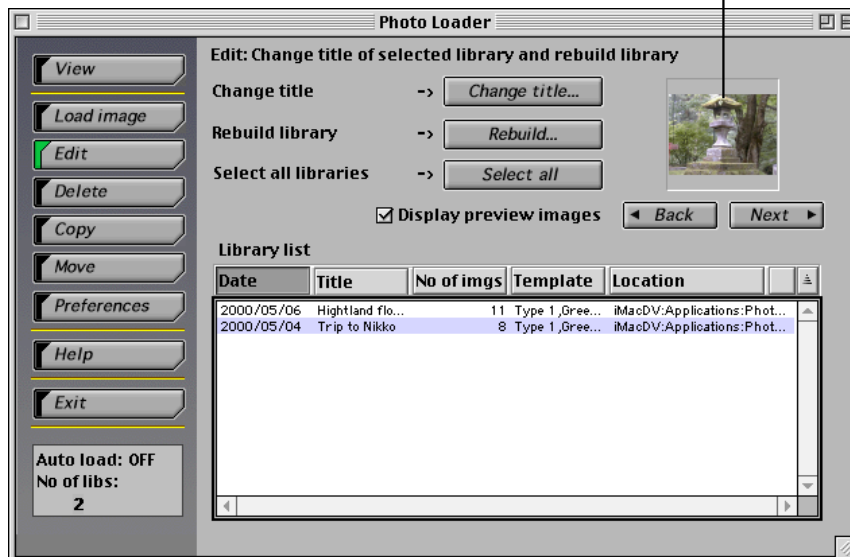 Photo Loader
View
Load image
Edit
Delete
Copy
Move
Preferences
Help
Exit
Auto load: OFF
No of libs:
2
Edit: Change title of selected library and rebuild library
Change title -> Change title...
Rebuild library -> Rebuild...
Select all libraries -> Select all
Display preview images Back Next
Library list
Date Title No of imgs Template Location
2000/05/06 Hightland flo... 11 Type 1 ,Gree... iMacDV:Applications:Phot...
2000/05/04 Trip to Nikko 8 Type 1 ,Gree... iMacDV:Applications:Phot...